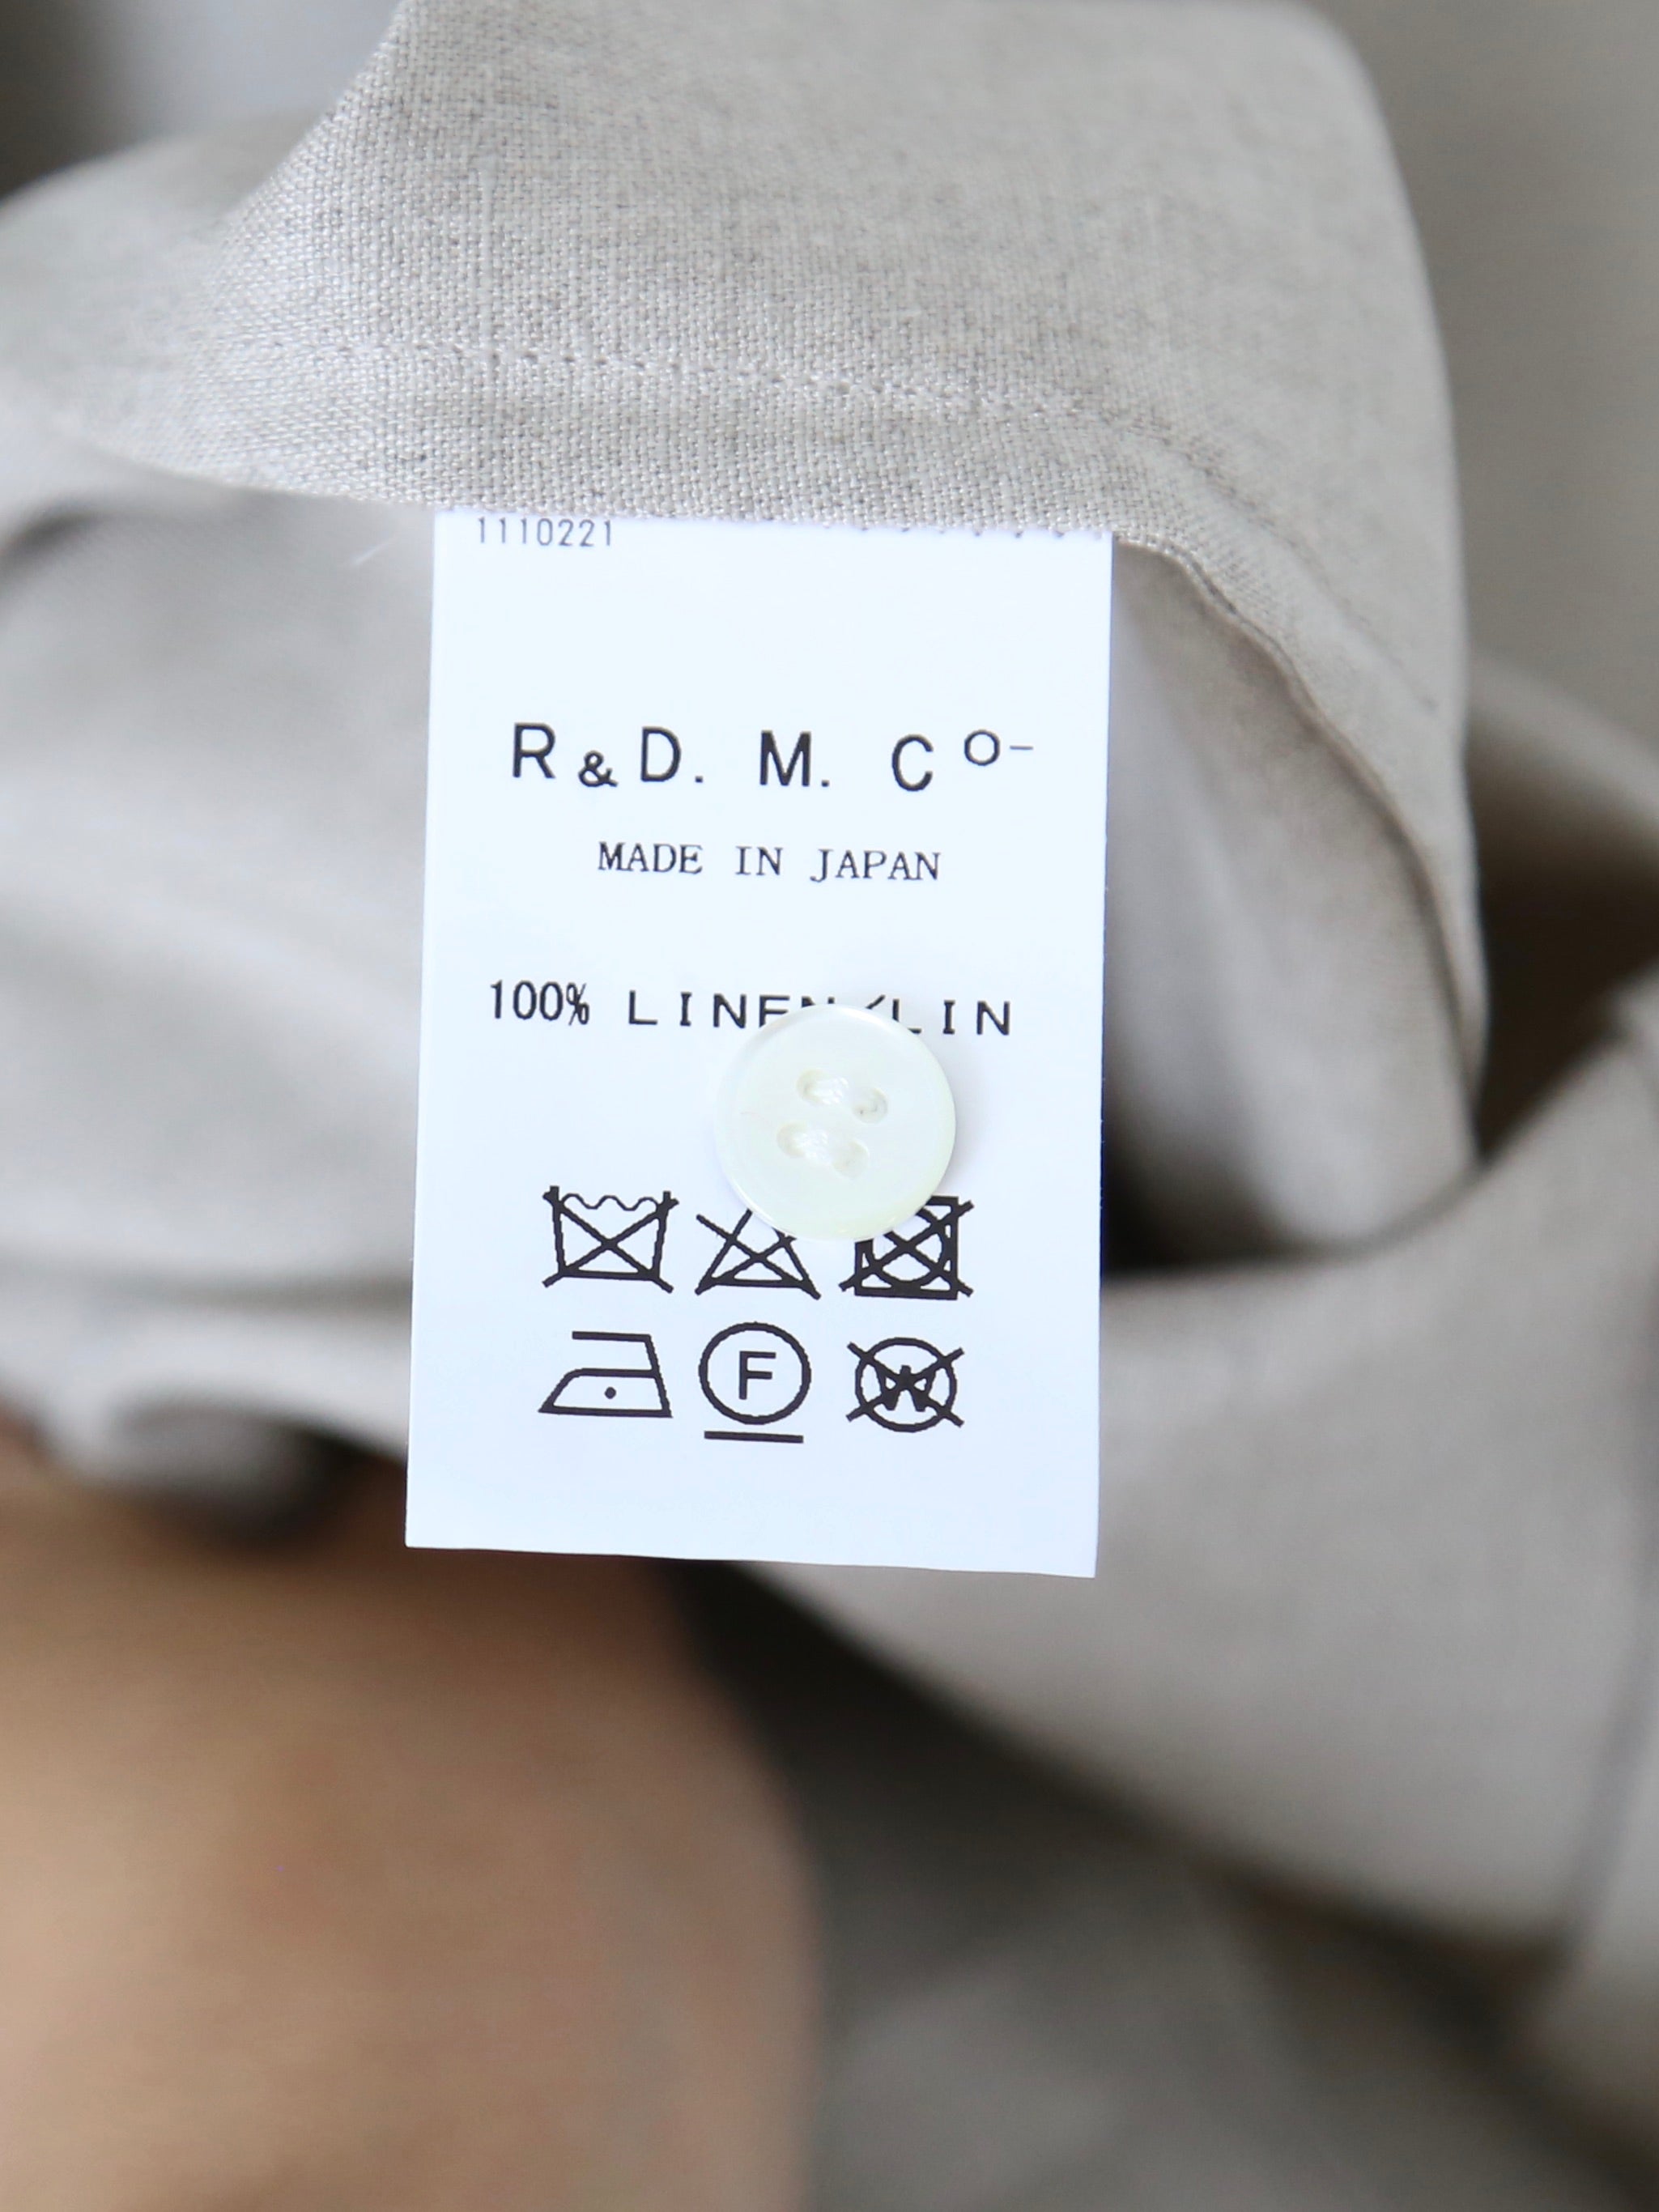 1110221
R&D. M. Co-
MADE IN JAPAN
100% LINEN/LIN
F
W